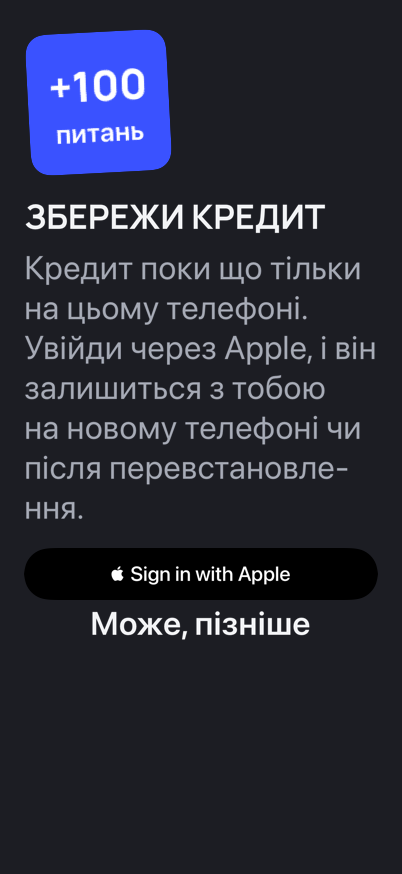 +100
питань
ЗБЕРЕЖИ КРЕДИТ
Кредит поки що тільки
на цьому телефоні.
Увійди через Apple, і він
залишиться з тобою
на новому телефоні чи
після перевстановле-
ння.
Sign in with Apple
Може, пізніше